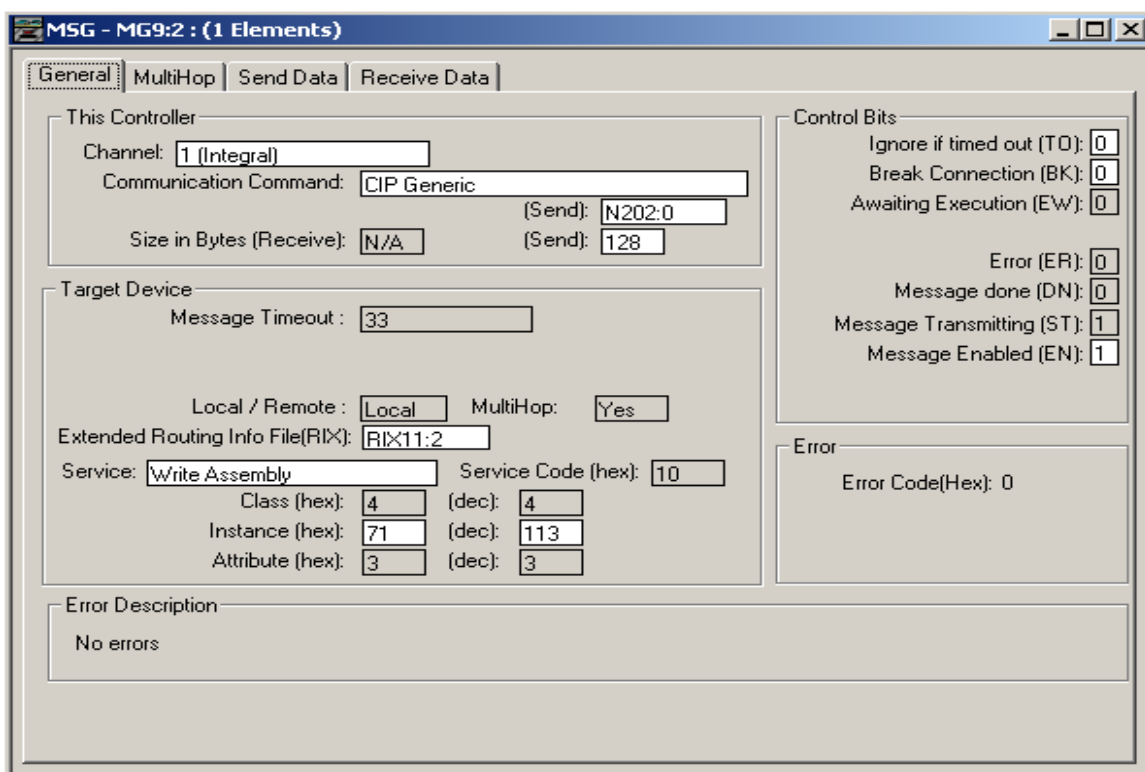 MSG - MG9:2 : (1 Elements)
General MultiHop Send Data Receive Data
This Controller
Channel: 1 (Integral)
Communication Command: CIP Generic
(Send): N202:0
Size in Bytes (Receive): N/A (Send): 128
Target Device
Message Timeout : 33
Local / Remote : Local MultiHop: Yes
Extended Routing Info File(RIX): RIX11:2
Service: Write Assembly Service Code (hex): 10
Class (hex): 4 (dec): 4
Instance (hex): 71 (dec): 113
Attribute (hex): 3 (dec): 3
Control Bits
Ignore if timed out (TO): 0
Break Connection (BK): 0
Awaiting Execution (EW): 0
Error (ER): 0
Message done (DN): 0
Message Transmitting (ST): 1
Message Enabled (EN): 1
Error
Error Code(Hex): 0
Error Description
No errors